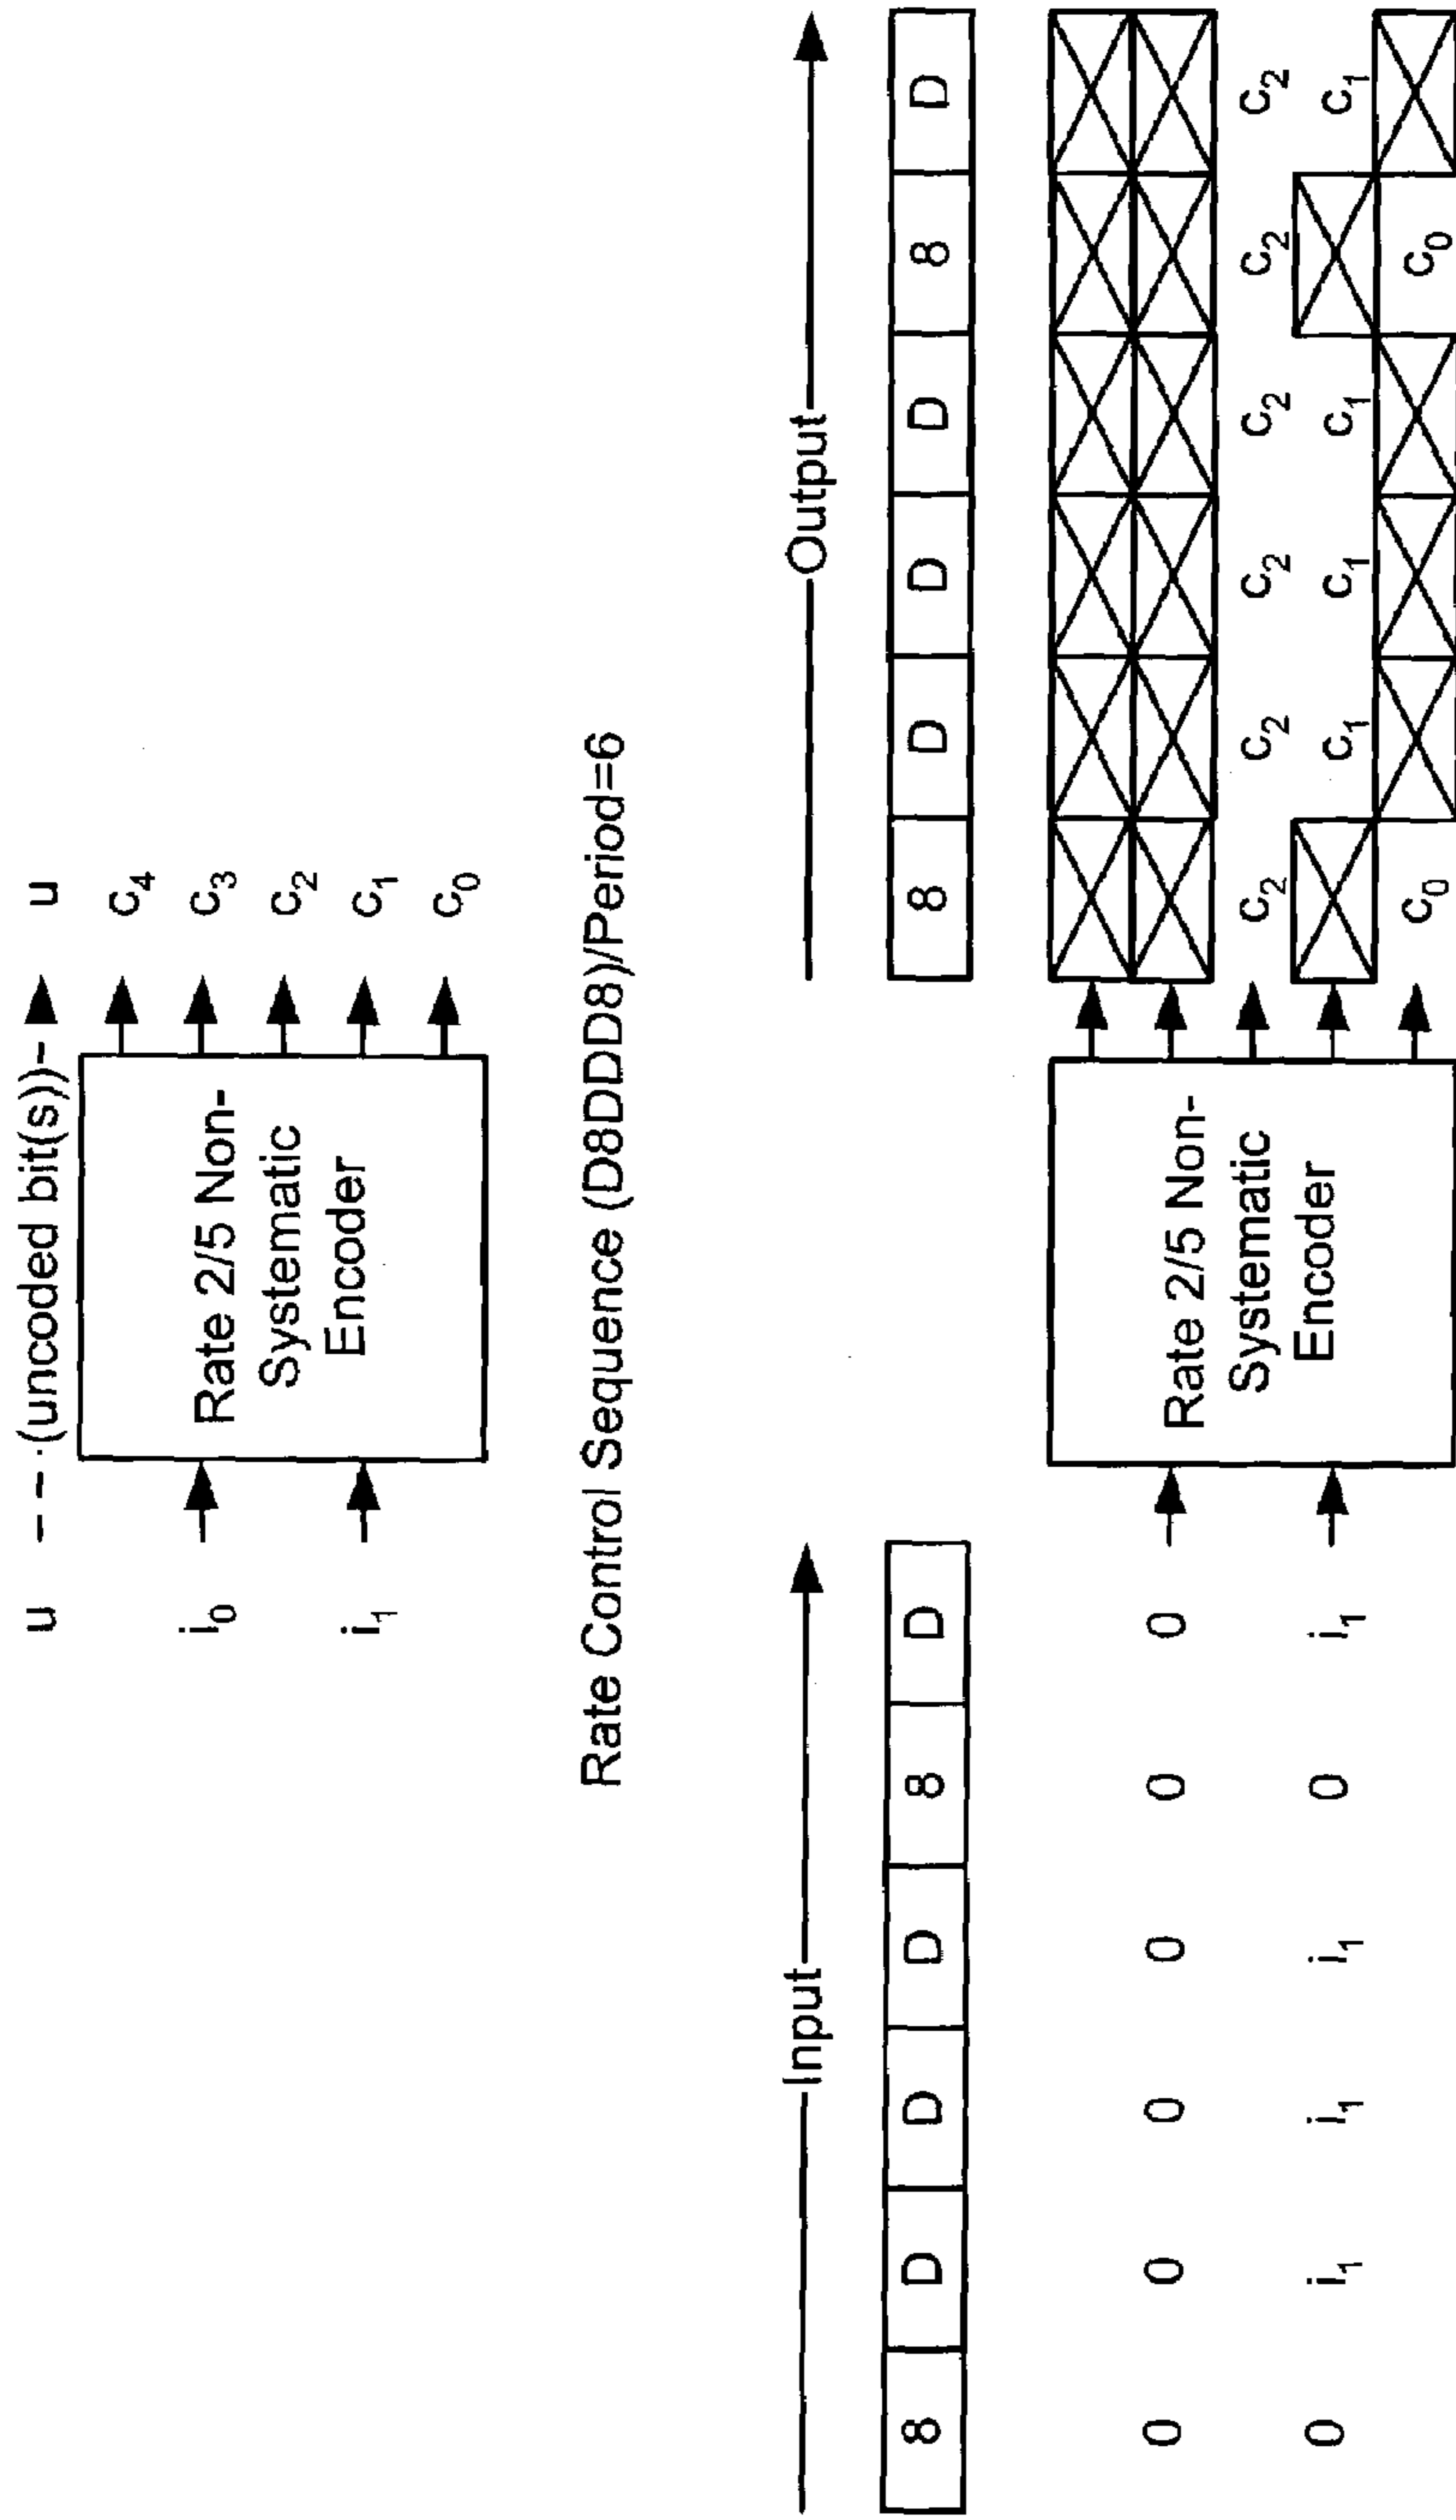 u - - - (uncoded bit(s)) - u
i0
i1
Rate 2/5 Non-
Systematic
Encoder
c4
c3
c2
c1
c0
Rate Control Sequence (D8DDD8)/Period=6
Input
Output
8 D D D 8 D
8 D D D 8 D
0 0 0 0 0 0
0 i1 i1 i1 0 i1
Rate 2/5 Non-
Systematic
Encoder
c2 c2 c2 c2 c2 c2
c1 c1 c1 c1
c0 c0